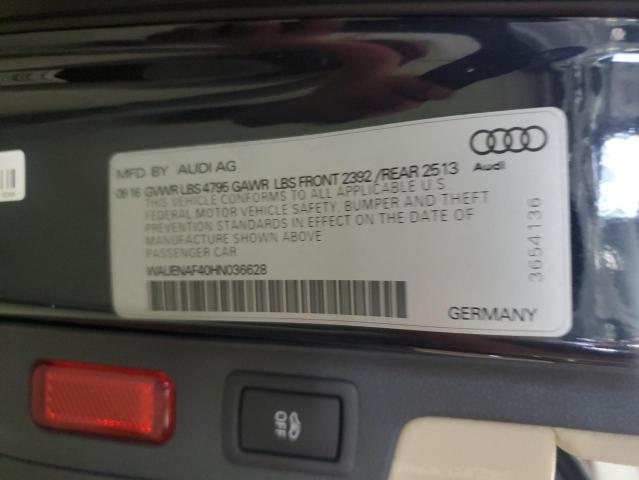 MFD. BY AUDI AG
06 16 GVWR LBS 4795 GAWR LBS FRONT 2392 /REAR 2513
THIS VEHICLE CONFORMS TO ALL APPLICABLE U.S.
FEDERAL MOTOR VEHICLE SAFETY, BUMPER AND THEFT
PREVENTION STANDARDS IN EFFECT ON THE DATE OF
MANUFACTURE SHOWN ABOVE
PASSENGER CAR
WAUENAF40HN036628
Audi
3654136
GERMANY
OFF